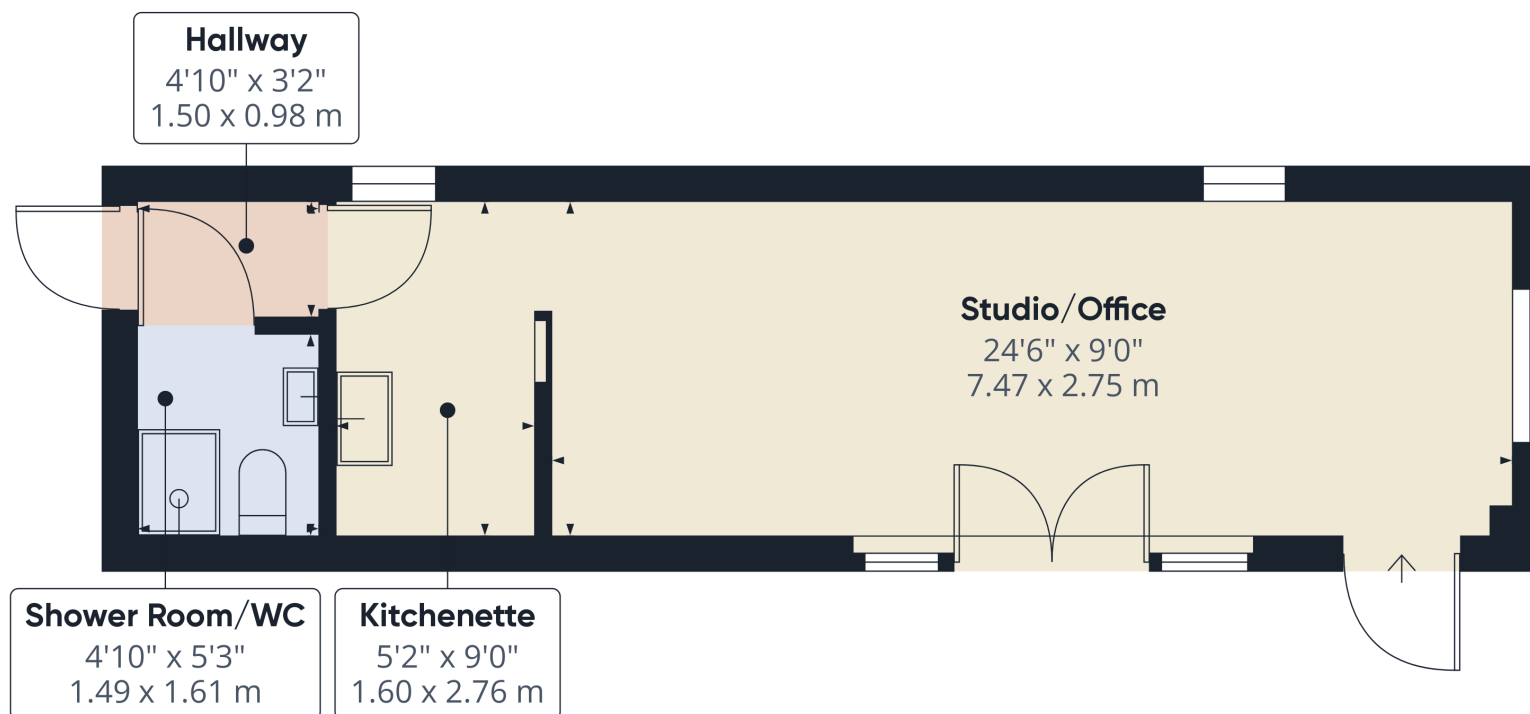 Hallway
4'10" x 3'2"
1.50 x 0.98 m
Studio/Office
24'6" x 9'0"
7.47 x 2.75 m
Shower Room/WC
4'10" x 5'3"
1.49 x 1.61 m
Kitchenette
5'2" x 9'0"
1.60 x 2.76 m